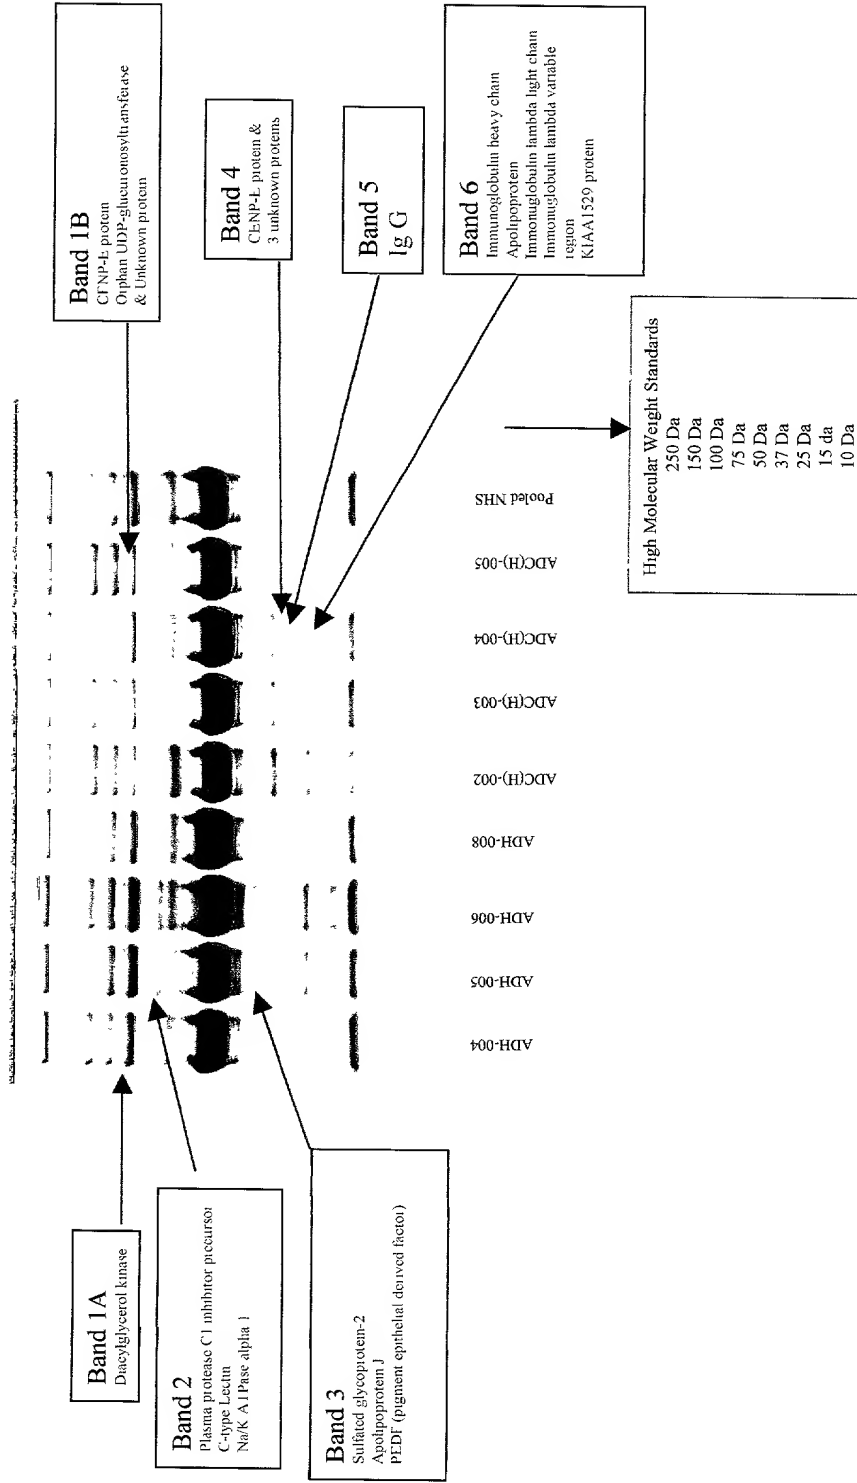 Band 1A
Diacylglycerol kinase
Band 2
Plasma protease C1 inhibitor precursor
C-type Lectin
Na/K ATPase alpha 1
Band 3
Sulfated glycoprotein-2
Apolipoprotein J
PEDF (pigment epithelial derived factor)
Band 1B
CENP-E protein
Orphan UDP-glucuronosyltransferase
& Unknown protein
Band 4
CENP-E protein &
3 unknown proteins
Band 5
Ig G
Band 6
Immunoglobulin heavy chain
Apolipoprotein
Immonuglobulin lambda light chain
Immonuglobulin lambda variable
region
KIAA1529 protein
ADH-004
ADH-005
ADH-006
ADH-008
ADC(H)-002
ADC(H)-003
ADC(H)-004
ADC(H)-005
Pooled NHS
High Molecular Weight Standards
250 Da
150 Da
100 Da
75 Da
50 Da
37 Da
25 Da
15 da
10 Da